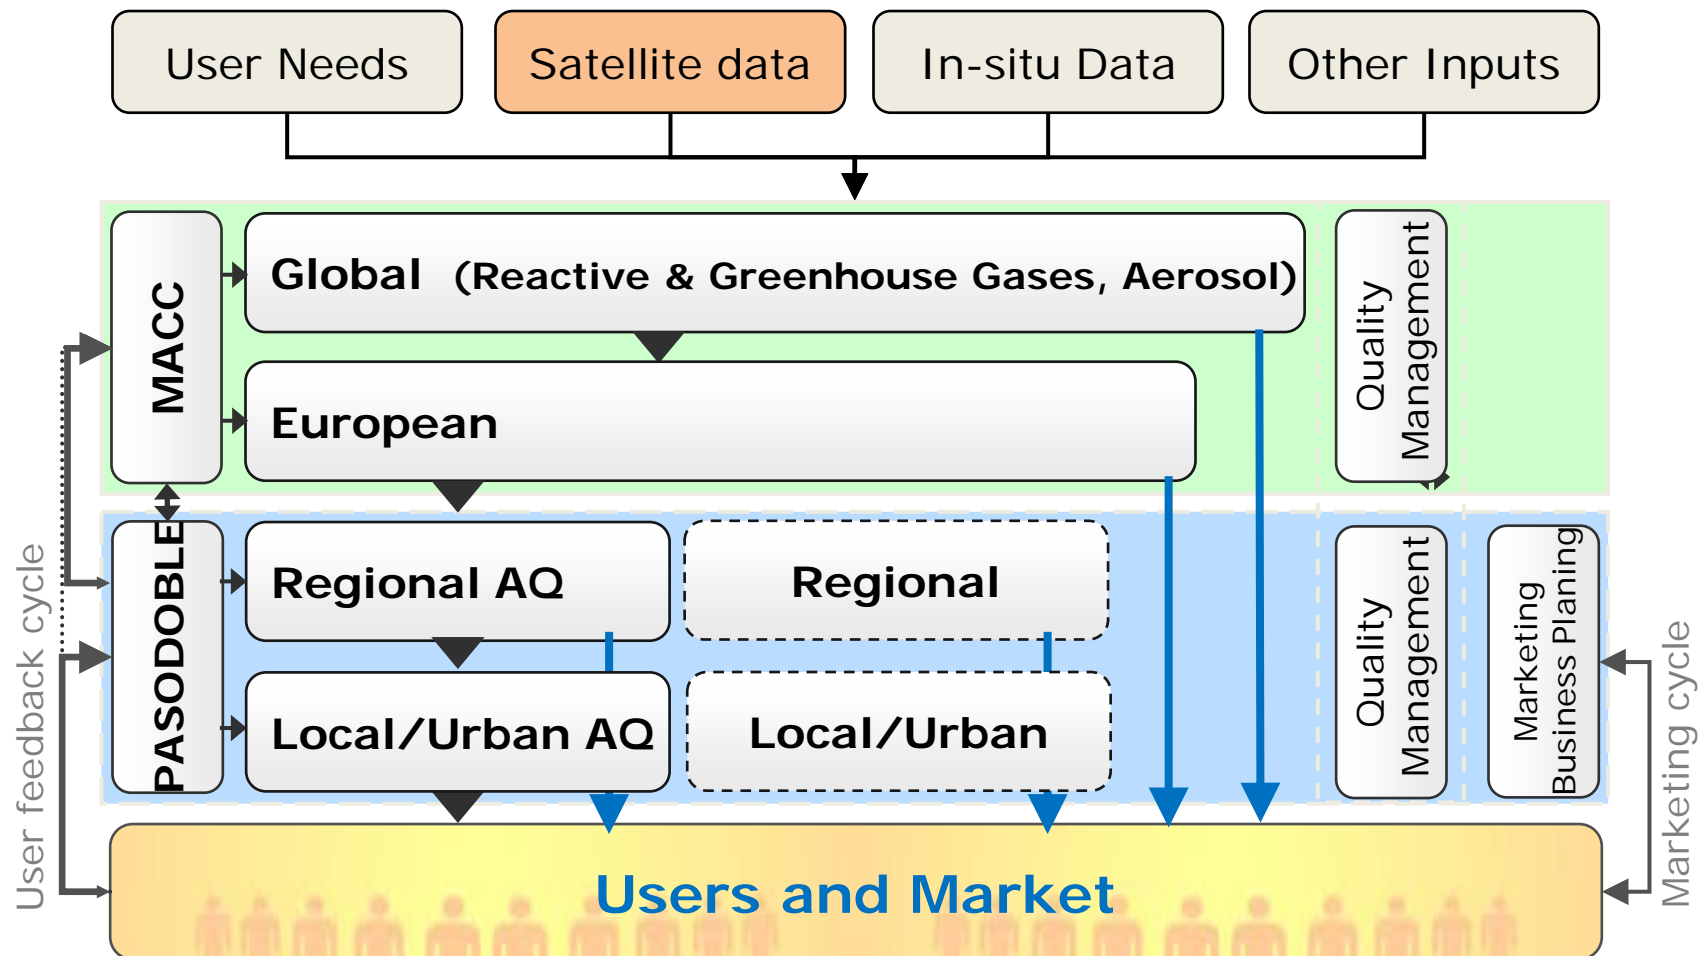 User Needs
Satellite data
In-situ Data
Other Inputs
MACC
Global (Reactive & Greenhouse Gases, Aerosol)
European
Quality
Management
PASODOBLE
Regional AQ
Regional
Local/Urban AQ
Local/Urban
Quality
Management
Marketing
Business Planing
User feedback cycle
Marketing cycle
Users and Market